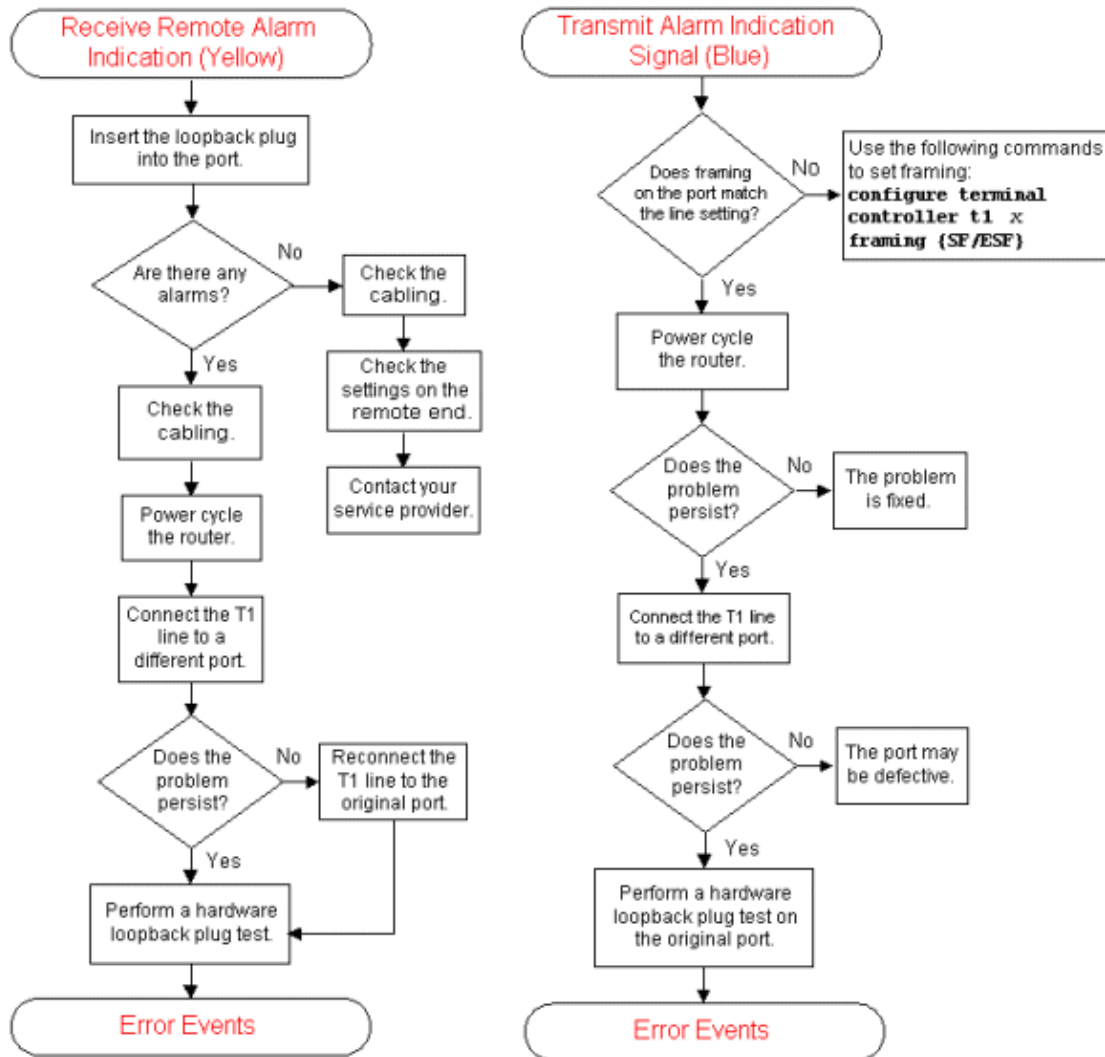 Receive Remote Alarm
Indication (Yellow)
Insert the loopback plug
into the port.
Are there any
alarms?
No
Check the
cabling.
Check the
settings on the
remote end.
Contact your
service provider.
Yes
Check the
cabling.
Power cycle
the router.
Connect the T1
line to a
different port.
Does the
problem
persist?
No
Reconnect the
T1 line to the
original port.
Yes
Perform a hardware
loopback plug test.
Error Events
Transmit Alarm Indication
Signal (Blue)
Does framing
on the port match
the line setting?
No
Use the following commands
to set framing:
configure terminal
controller t1 x
framing {SF/ESF}
Yes
Power cycle
the router.
Does the
problem
persist?
No
The problem
is fixed.
Yes
Connect the T1 line
to a different port.
Does the
problem
persist?
No
The port may
be defective.
Yes
Perform a hardware
loopback plug test on
the original port.
Error Events